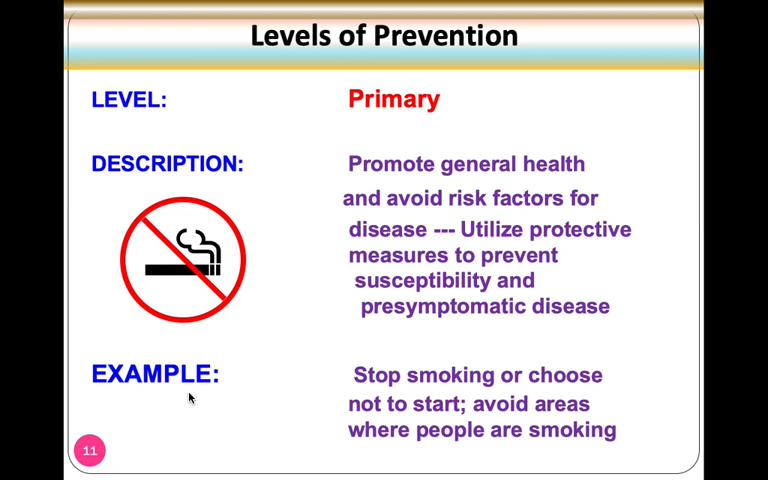 Levels of Prevention
LEVEL: Primary
DESCRIPTION: Promote general health
and avoid risk factors for
disease --- Utilize protective
measures to prevent
susceptibility and
presymptomatic disease
EXAMPLE: Stop smoking or choose
not to start; avoid areas
where people are smoking
11